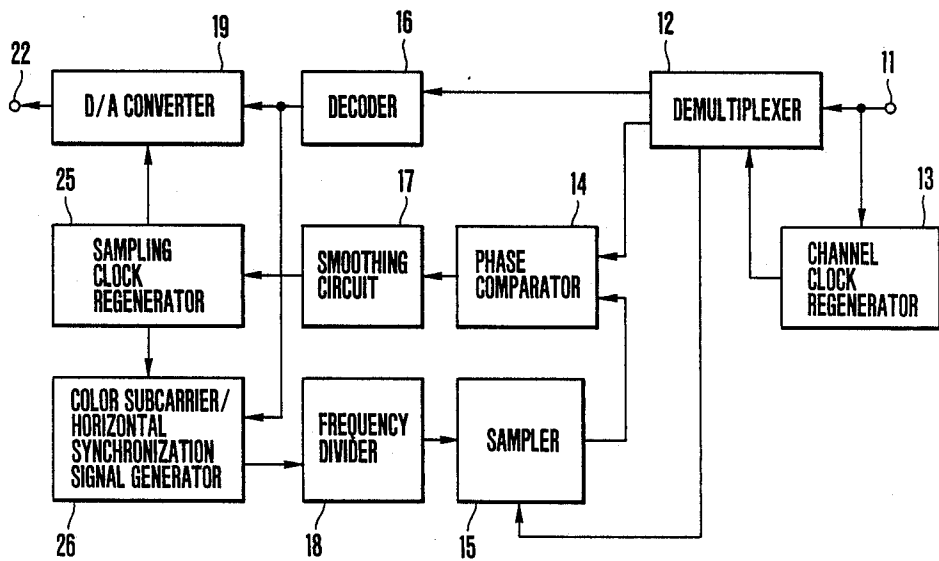 22
19
16
12
11
D/A CONVERTER
DECODER
DEMULTIPLEXER
25
17
14
13
SAMPLING
CLOCK
REGENERATOR
SMOOTHING
CIRCUIT
PHASE
COMPARATOR
CHANNEL
CLOCK
REGENERATOR
COLOR SUBCARRIER/
HORIZONTAL
SYNCHRONIZATION
SIGNAL GENERATOR
FREQUENCY
DIVIDER
SAMPLER
26
18
15